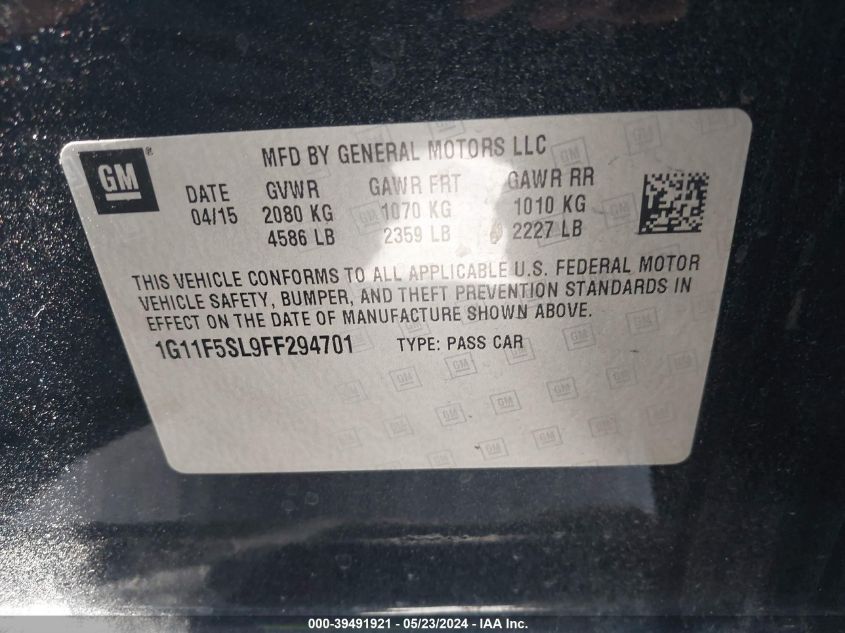 GM ® MFD BY GENERAL MOTORS LLC
DATE GVWR GAWR FRT GAWR RR
04/15 2080 KG 1070 KG 1010 KG
4586 LB 2359 LB 2227 LB
THIS VEHICLE CONFORMS TO ALL APPLICABLE U.S. FEDERAL MOTOR
VEHICLE SAFETY, BUMPER, AND THEFT PREVENTION STANDARDS IN
EFFECT ON THE DATE OF MANUFACTURE SHOWN ABOVE.
1G11F5SL9FF294701 TYPE: PASS CAR
000-39491921 - 05/23/2024 - IAA Inc.